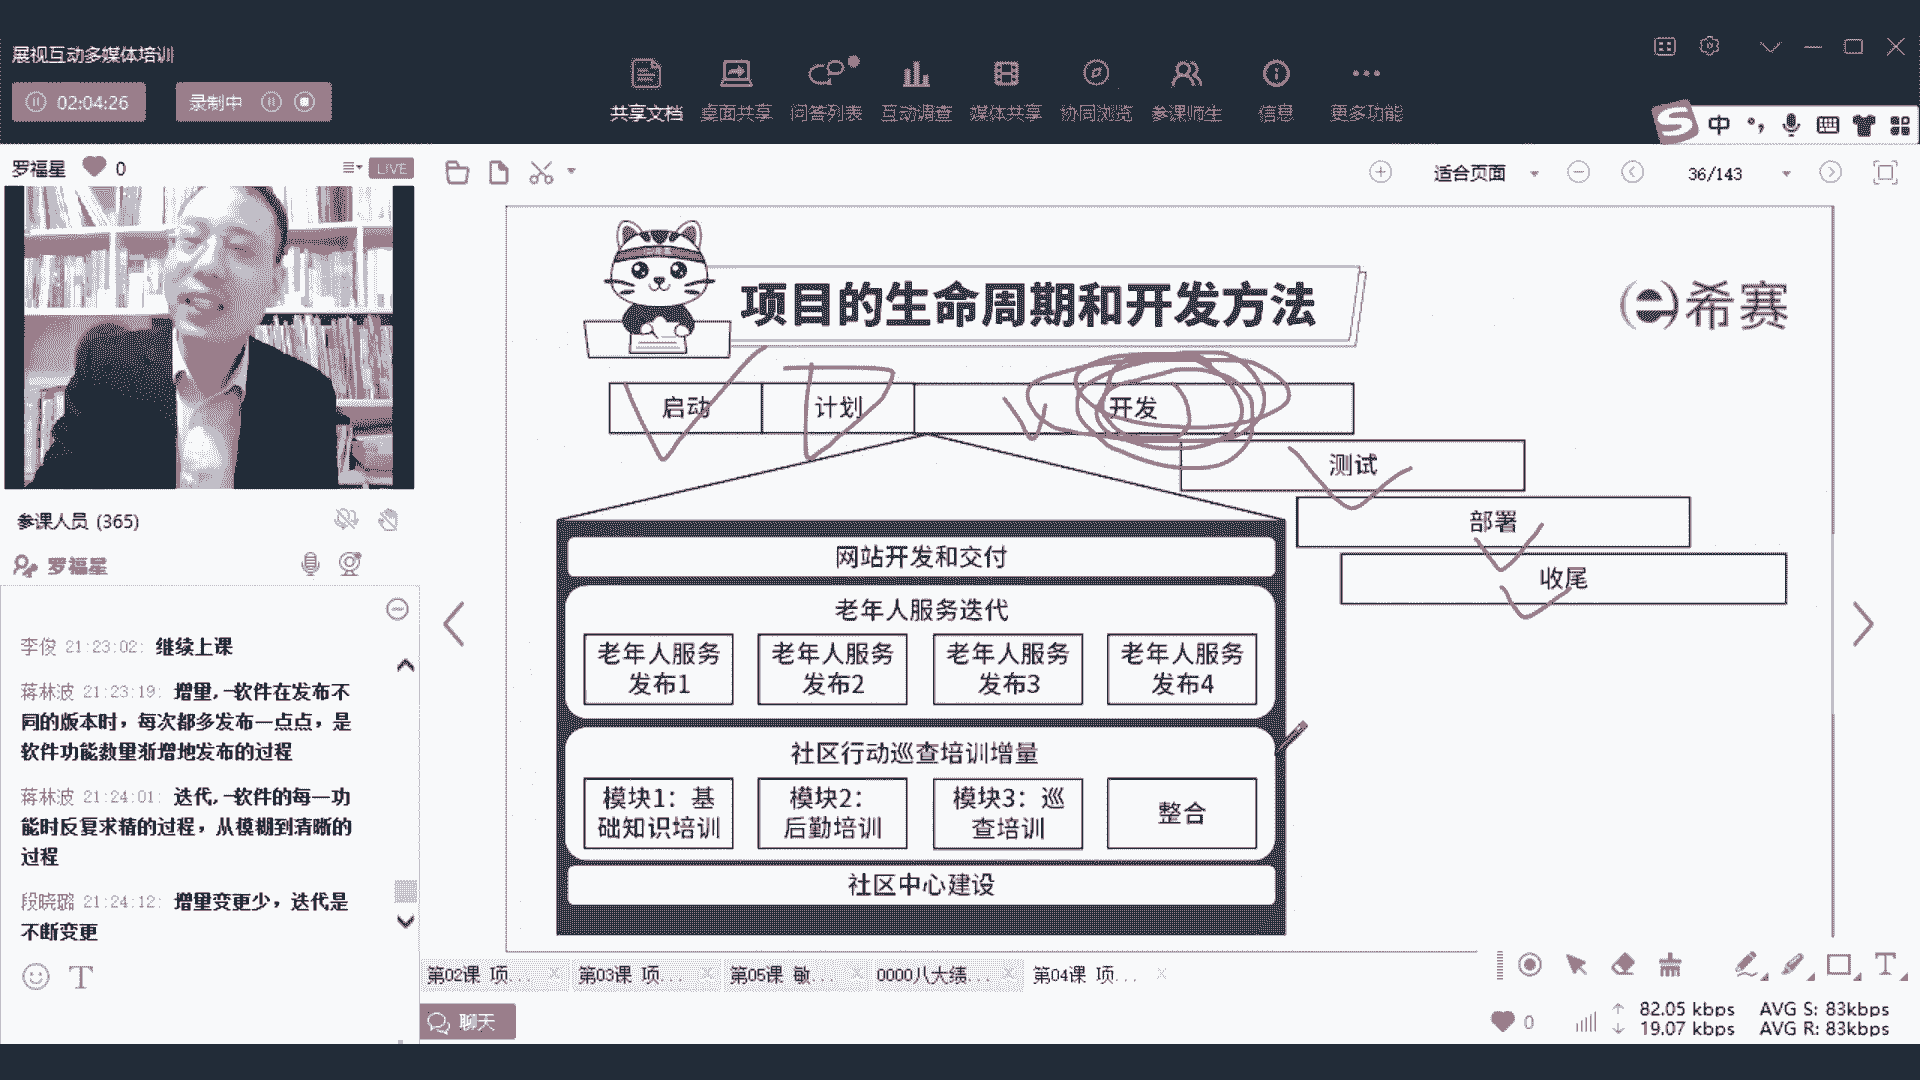 展视互动多媒体培训
02:04:26
录制中
共享文档 桌面共享 问答列表 互动调查 媒体共享 协同浏览 参课师生 信息 更多功能
S 中
罗福星 0
LIVE
适合页面
36/143
参课人员 (365)
罗福星
李俊 21:23:02: 继续上课
蒋林波 21:23:19: 增量,一软件在发布不
同的版本时，每次都多发布一点点，是
软件功能数量渐增地发布的过程
蒋林波 21:24:01: 迭代,一软件的每一功
能时反复求精的过程，从模糊到清晰的
过程
段晓璐 21:24:12: 增量变更少，迭代是
不断变更
T
聊天
项目的生命周期和开发方法
希赛
启动
计划
开发
测试
部署
收尾
网站开发和交付
老年人服务迭代
老年人服务
发布1
老年人服务
发布2
老年人服务
发布3
老年人服务
发布4
社区行动巡查培训增量
模块1：基
础知识培训
模块2：
后勤培训
模块3：巡
查培训
整合
社区中心建设
第02课 项...
第03课 项...
第05课 敏...
0000八大绩...
第04课 项...
T
0
82.05 kbps AVG S: 83kbps
19.07 kbps AVG R: 83kbps